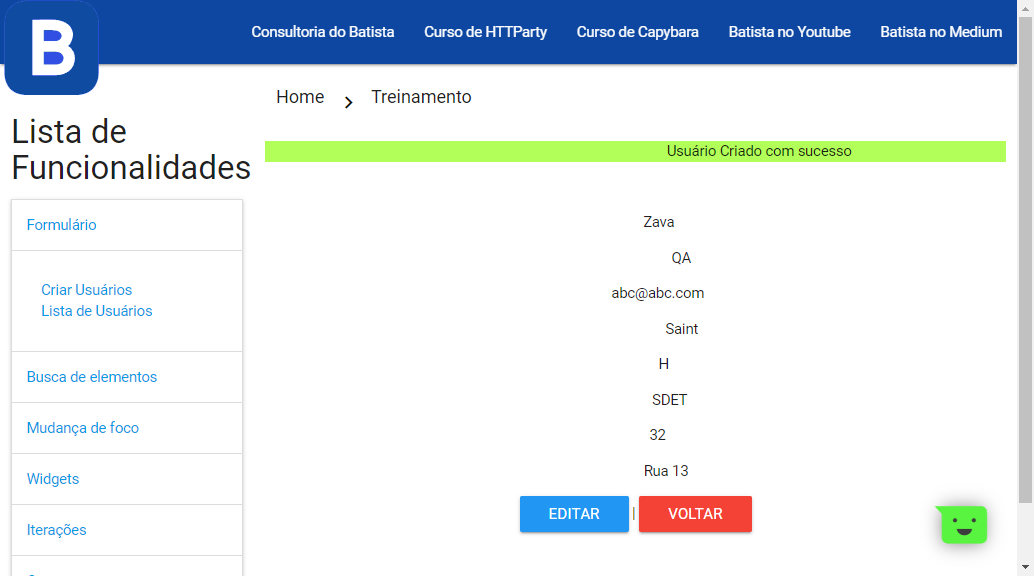 B
Consultoria do Batista
Curso de HTTParty
Curso de Capybara
Batista no Youtube
Batista no Medium
Home
Treinamento
Lista de
Funcionalidades
Formulário
Criar Usuários
Lista de Usuários
Busca de elementos
Mudança de foco
Widgets
Iterações
Usuário Criado com sucesso
Zava
QA
abc@abc.com
Saint
H
SDET
32
Rua 13
EDITAR | VOLTAR